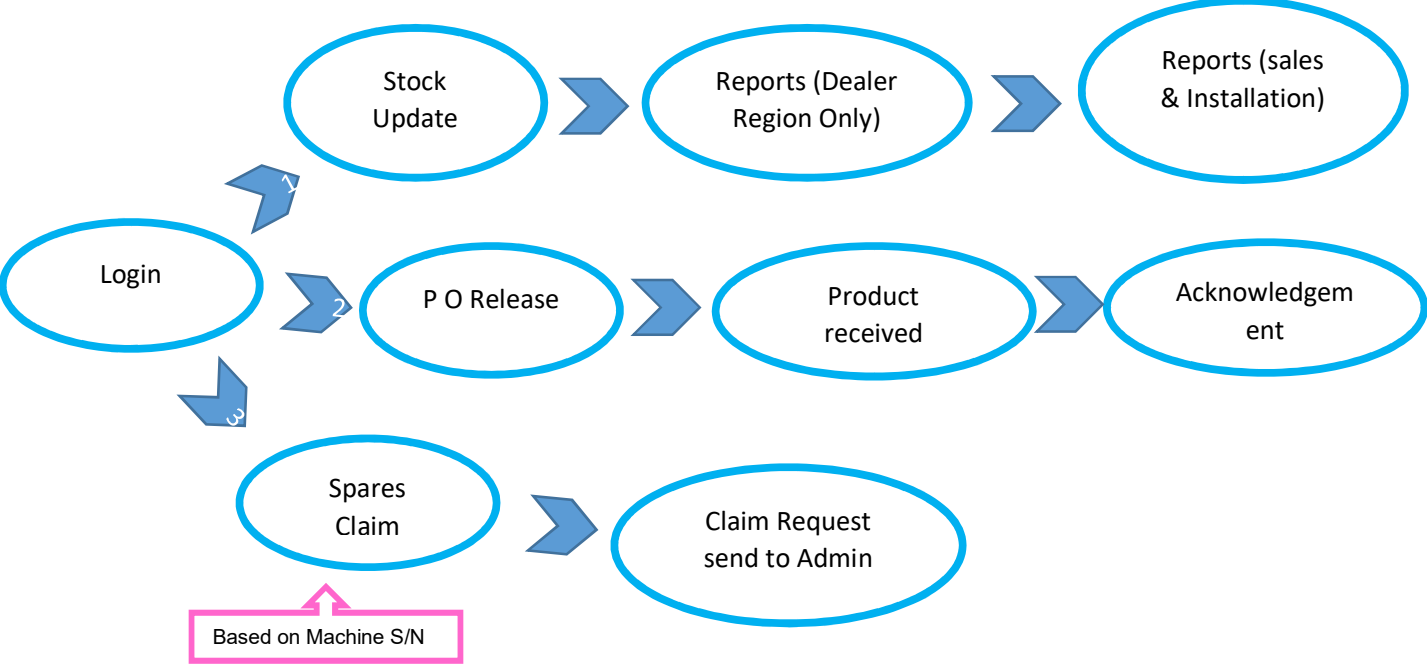 Stock
Update
Reports (Dealer
Region Only)
Reports (sales
& Installation)
1
Login
2
P O Release
Product
received
Acknowledgem
ent
3
Spares
Claim
Claim Request
send to Admin
Based on Machine S/N